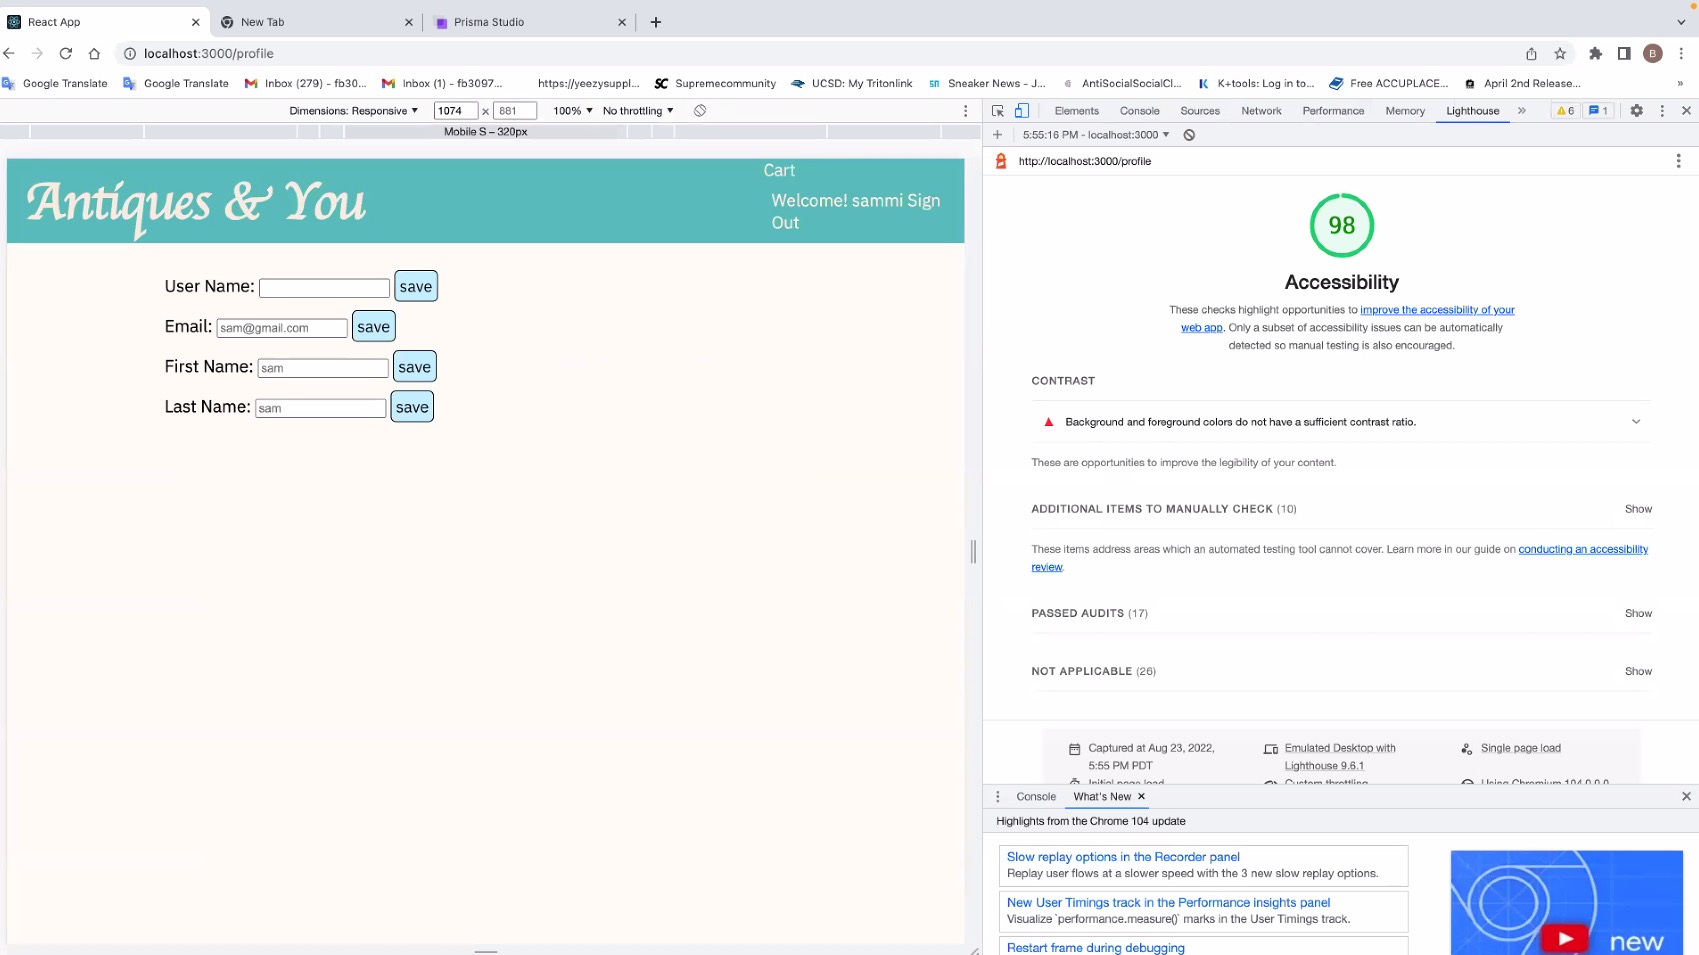 React App
New Tab
Prisma Studio
localhost:3000/profile
B
Google Translate
Google Translate
Inbox (279) - fb30...
Inbox (1) - fb3097...
https://yeezysuppl...
Supremecommunity
UCSD: My Tritonlink
Sneaker News - J...
AntiSocialSocialCl...
K+tools: Log in to...
Free ACCUPLACE...
April 2nd Release...
Dimensions: Responsive
1074 × 881
100%
No throttling
Elements
Console
Sources
Network
Performance
Memory
Lighthouse
6
1
Mobile S – 320px
5:55:16 PM - localhost:3000
http://localhost:3000/profile
Antiques & You
Cart
Welcome! sammi Sign
Out
User Name: save
Email: sam@gmail.com save
First Name: sam save
Last Name: sam save
98
Accessibility
These checks highlight opportunities to improve the accessibility of your
web app. Only a subset of accessibility issues can be automatically
detected so manual testing is also encouraged.
CONTRAST
Background and foreground colors do not have a sufficient contrast ratio.
These are opportunities to improve the legibility of your content.
ADDITIONAL ITEMS TO MANUALLY CHECK (10)
Show
These items address areas which an automated testing tool cannot cover. Learn more in our guide on conducting an accessibility
review.
PASSED AUDITS (17)
Show
NOT APPLICABLE (26)
Show
Captured at Aug 23, 2022,
5:55 PM PDT
Emulated Desktop with
Lighthouse 9.6.1
Single page load
Initial page load
Custom throttling
Using Chromium 104.0.0.0
Console
What's New
Highlights from the Chrome 104 update
Slow replay options in the Recorder panel
Replay user flows at a slower speed with the 3 new slow replay options.
New User Timings track in the Performance insights panel
Visualize `performance.measure()` marks in the User Timings track.
Restart frame during debugging
new